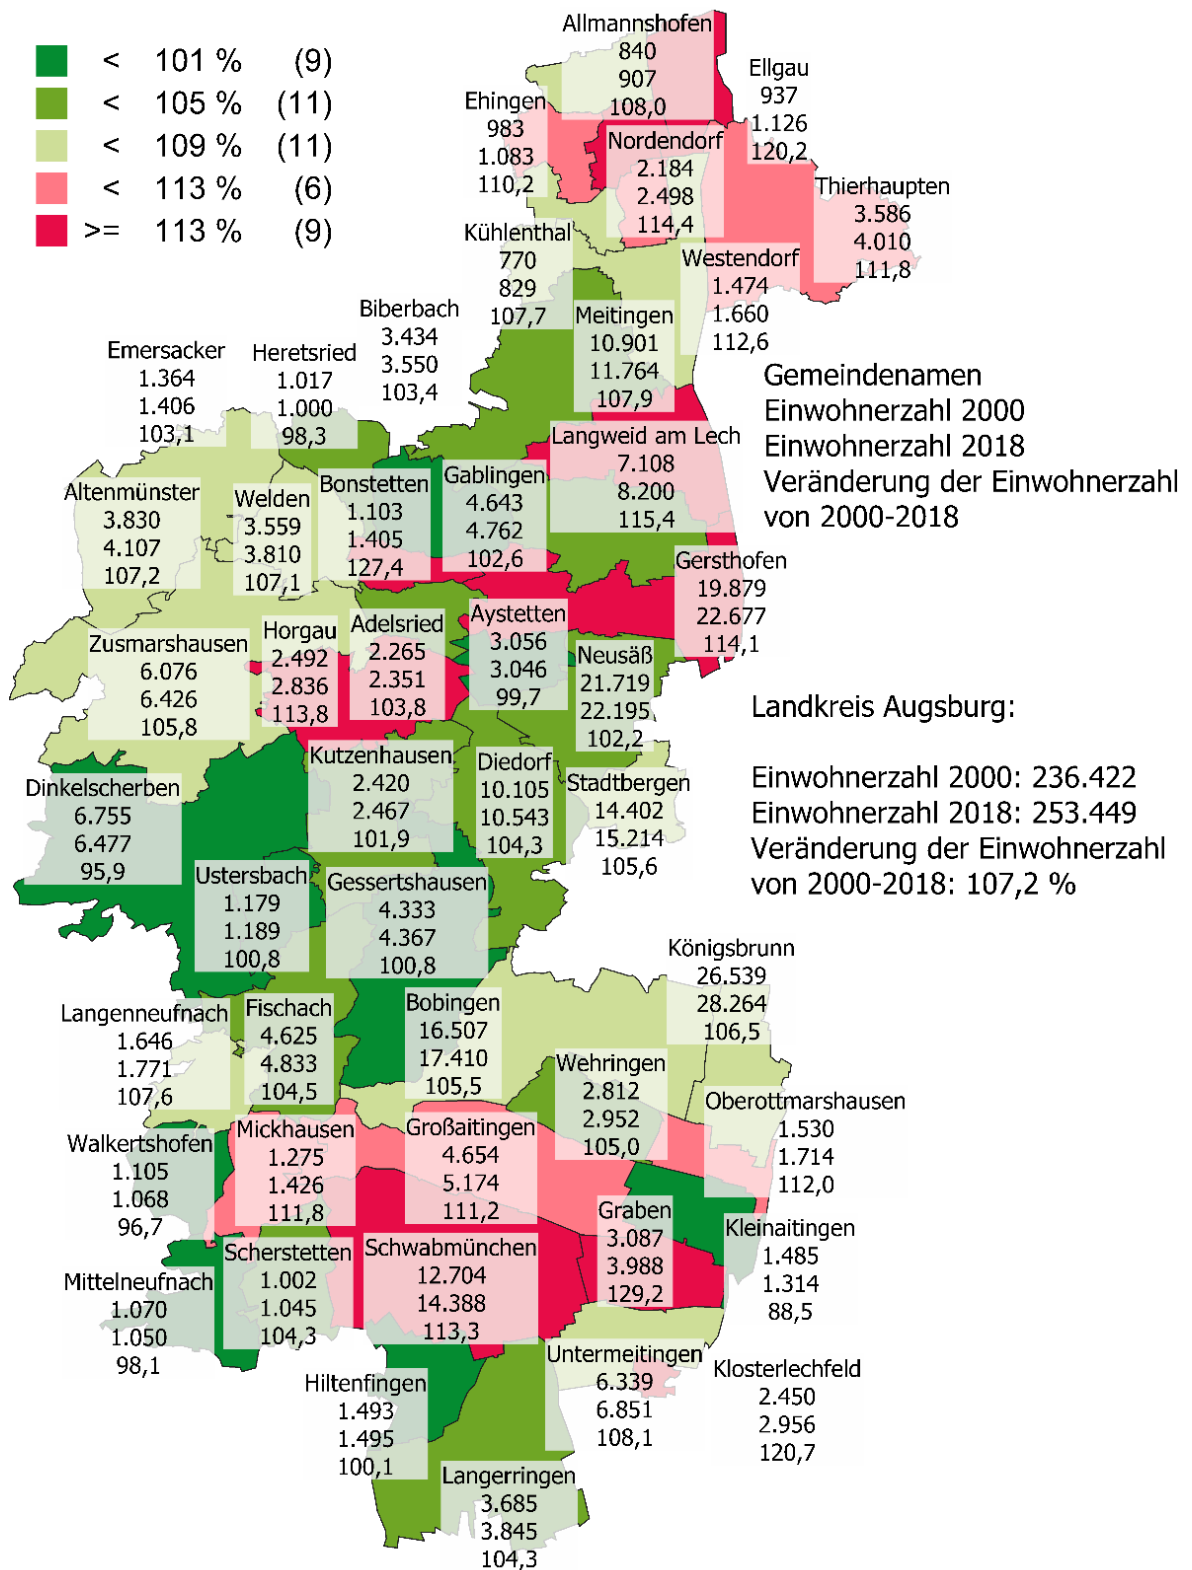 < 101 % (9)
< 105 % (11)
< 109 % (11)
< 113 % (6)
>= 113 % (9)
Allmannshofen
840
907
108,0
Ellgau
937
1.126
120,2
Ehingen
983
1.083
110,2
Nordendorf
2.184
2.498
114,4
Thierhaupten
3.586
4.010
111,8
Kühlenthal
770
829
107,7
Westendorf
1.474
1.660
112,6
Biberbach
3.434
3.550
103,4
Meitingen
10.901
11.764
107,9
Emersacker
1.364
1.406
103,1
Heretsried
1.017
1.000
98,3
Gemeindenamen
Einwohnerzahl 2000
Einwohnerzahl 2018
Veränderung der Einwohnerzahl
von 2000-2018
Langweid am Lech
7.108
8.200
115,4
Altenmünster
3.830
4.107
107,2
Welden
3.559
3.810
107,1
Bonstetten
1.103
1.405
127,4
Gablingen
4.643
4.762
102,6
Gersthofen
19.879
22.677
114,1
Zusmarshausen
6.076
6.426
105,8
Horgau
2.492
2.836
113,8
Adelsried
2.265
2.351
103,8
Aystetten
3.056
3.046
99,7
Neusäß
21.719
22.195
102,2
Landkreis Augsburg:
Einwohnerzahl 2000: 236.422
Einwohnerzahl 2018: 253.449
Veränderung der Einwohnerzahl
von 2000-2018: 107,2 %
Dinkelscherben
6.755
6.477
95,9
Kutzenhausen
2.420
2.467
101,9
Diedorf
10.105
10.543
104,3
Stadtbergen
14.402
15.214
105,6
Ustersbach
1.179
1.189
100,8
Gessertshausen
4.333
4.367
100,8
Königsbrunn
26.539
28.264
106,5
Langenneufnach
1.646
1.771
107,6
Fischach
4.625
4.833
104,5
Bobingen
16.507
17.410
105,5
Wehringen
2.812
2.952
105,0
Oberottmarshausen
1.530
1.714
112,0
Walkertshofen
1.105
1.068
96,7
Mickhausen
1.275
1.426
111,8
Großaitingen
4.654
5.174
111,2
Graben
3.087
3.988
129,2
Kleinaitingen
1.485
1.314
88,5
Mittelneufnach
1.070
1.050
98,1
Scherstetten
1.002
1.045
104,3
Schwabmünchen
12.704
14.388
113,3
Untermeitingen
6.339
6.851
108,1
Klosterlechfeld
2.450
2.956
120,7
Hiltenfingen
1.493
1.495
100,1
Langerringen
3.685
3.845
104,3